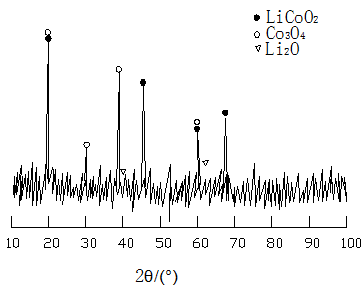 ● LiCoO₂
○ Co₃O₄
▽ Li₂O
10 20 30 40 50 60 70 80 90 100
2θ/(°)